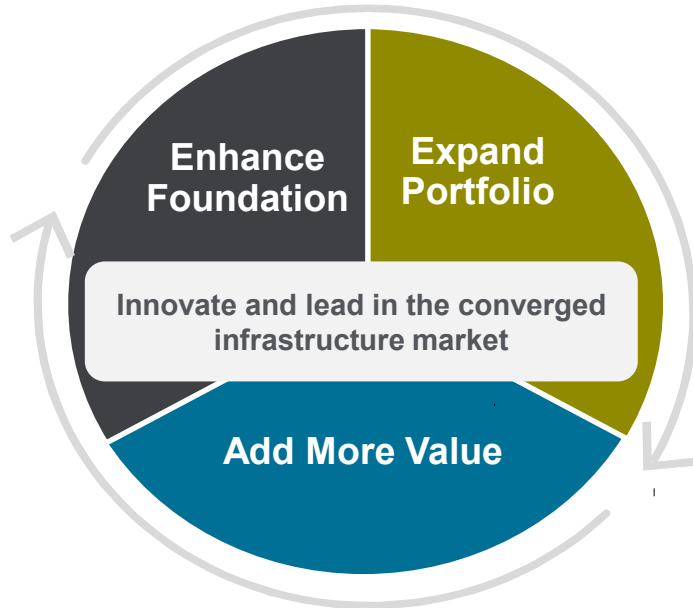 Enhance
Foundation
Expand
Portfolio
Innovate and lead in the converged
infrastructure market
Add More Value